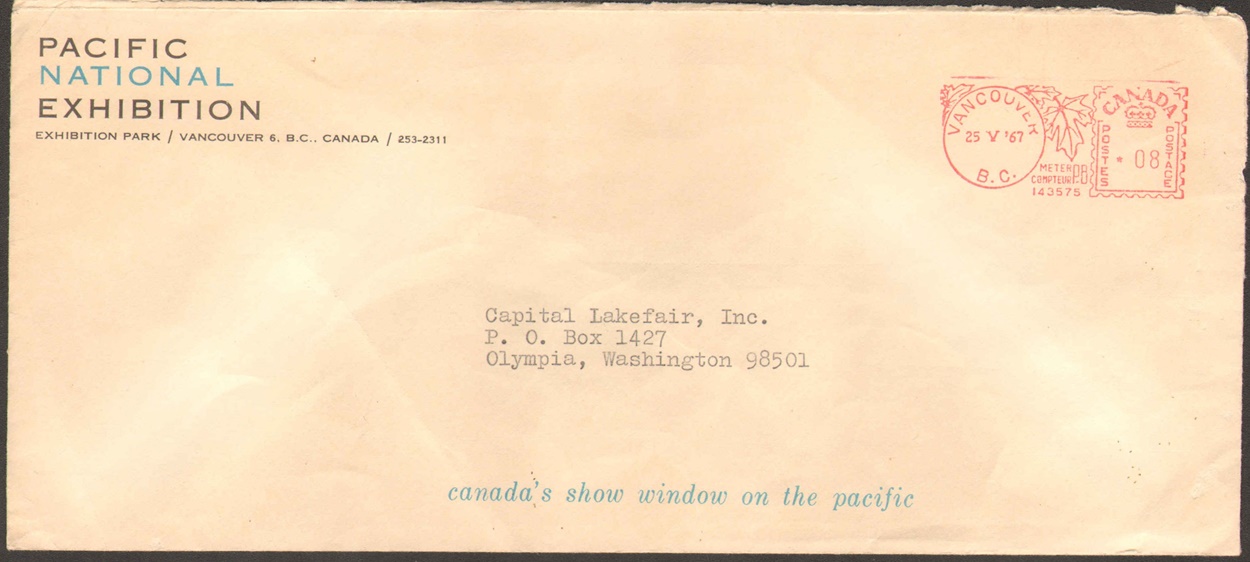 PACIFIC
NATIONAL
EXHIBITION
EXHIBITION PARK / VANCOUVER 6, B.C., CANADA / 253-2311
VANCOUVER
25 V '67
B.C.
METER
COMPTEUR PB
143575
CANADA
POSTES
* 08
POSTAGE
Capital Lakefair, Inc.
P. O. Box 1427
Olympia, Washington 98501
canada's show window on the pacific